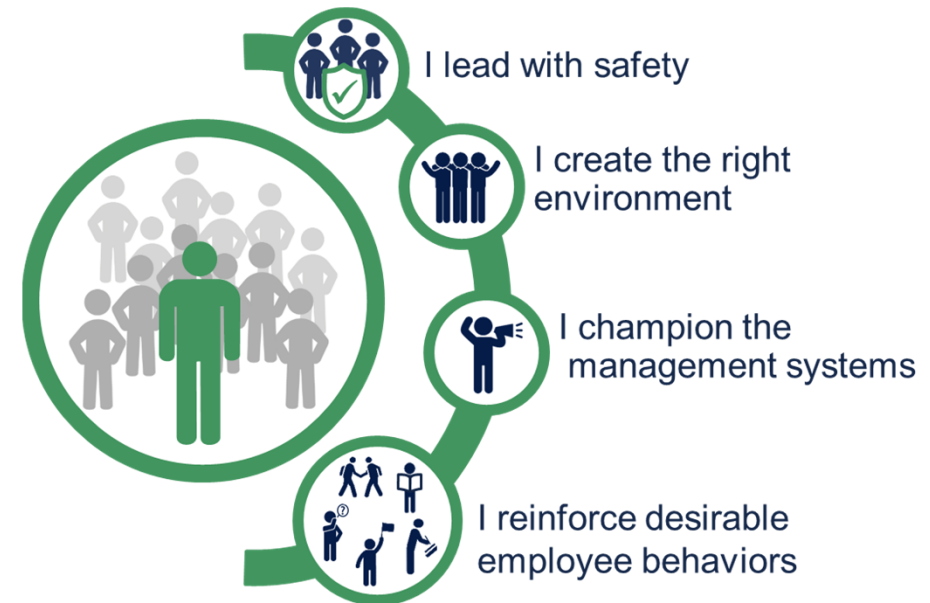 I lead with safety
I create the right
environment
I champion the
management systems
?
I reinforce desirable
employee behaviors